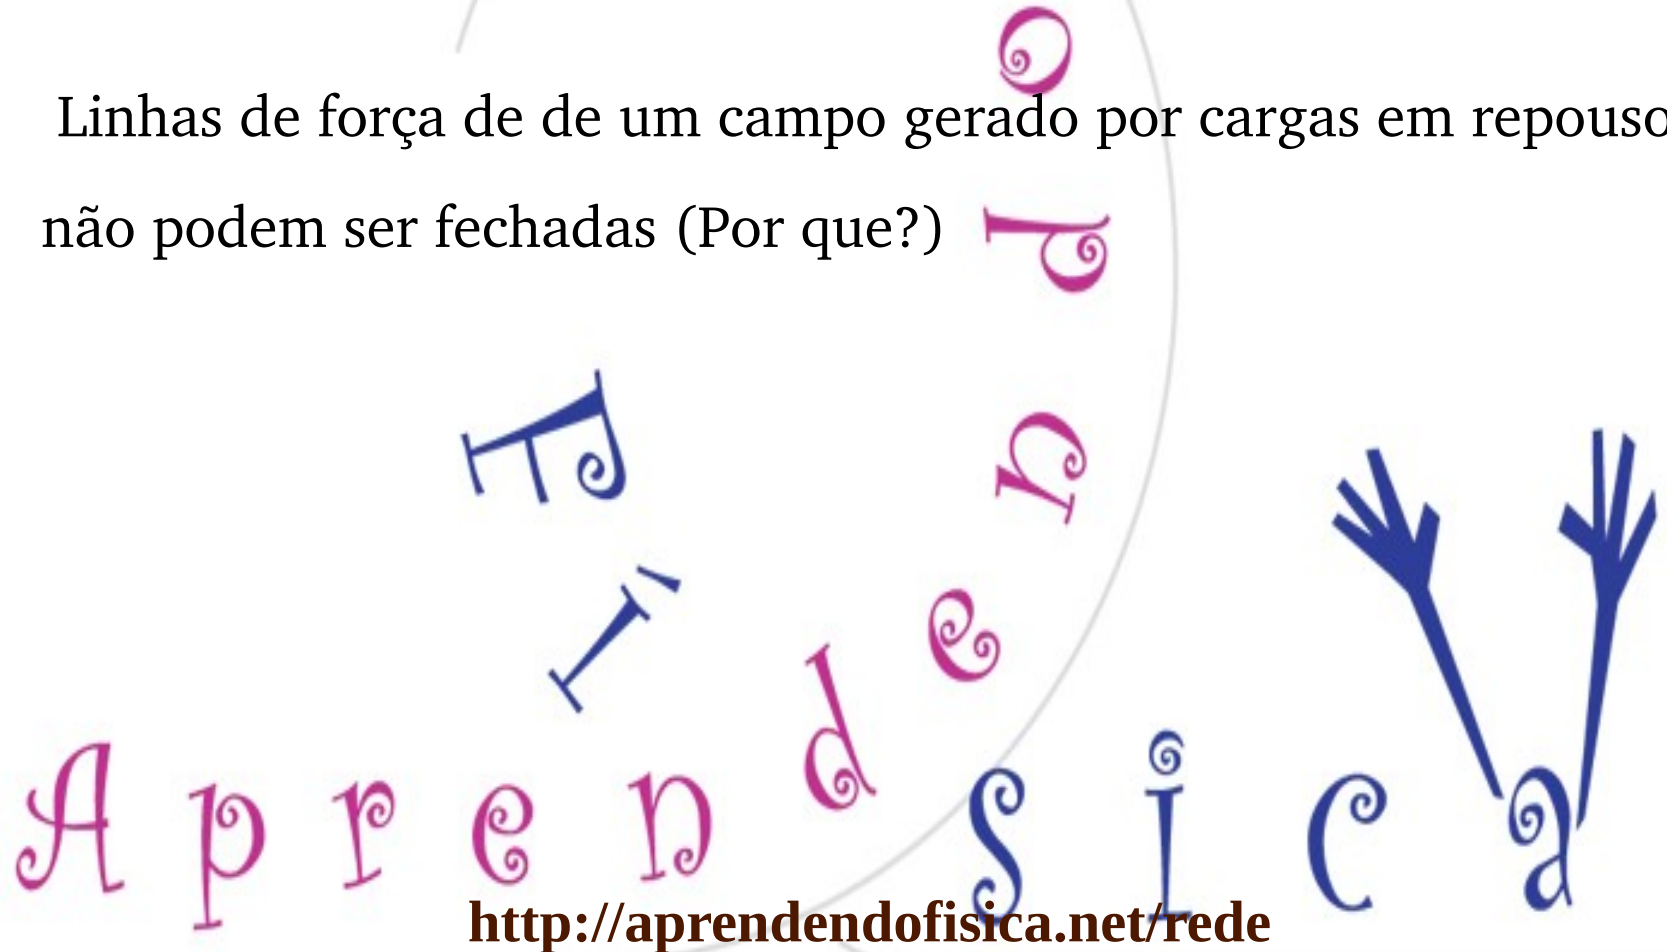 Linhas de força de de um campo gerado por cargas em repouso
não podem ser fechadas (Por que?)
Aprendendo
Física
http://aprendendofisica.net/rede